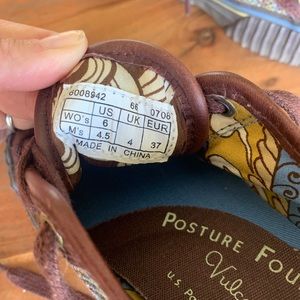 6008942 66 0706
US UK EUR
WO's 6 4 37
M's 4.5
MADE IN CHINA
POSTURE FOU
U.S. P